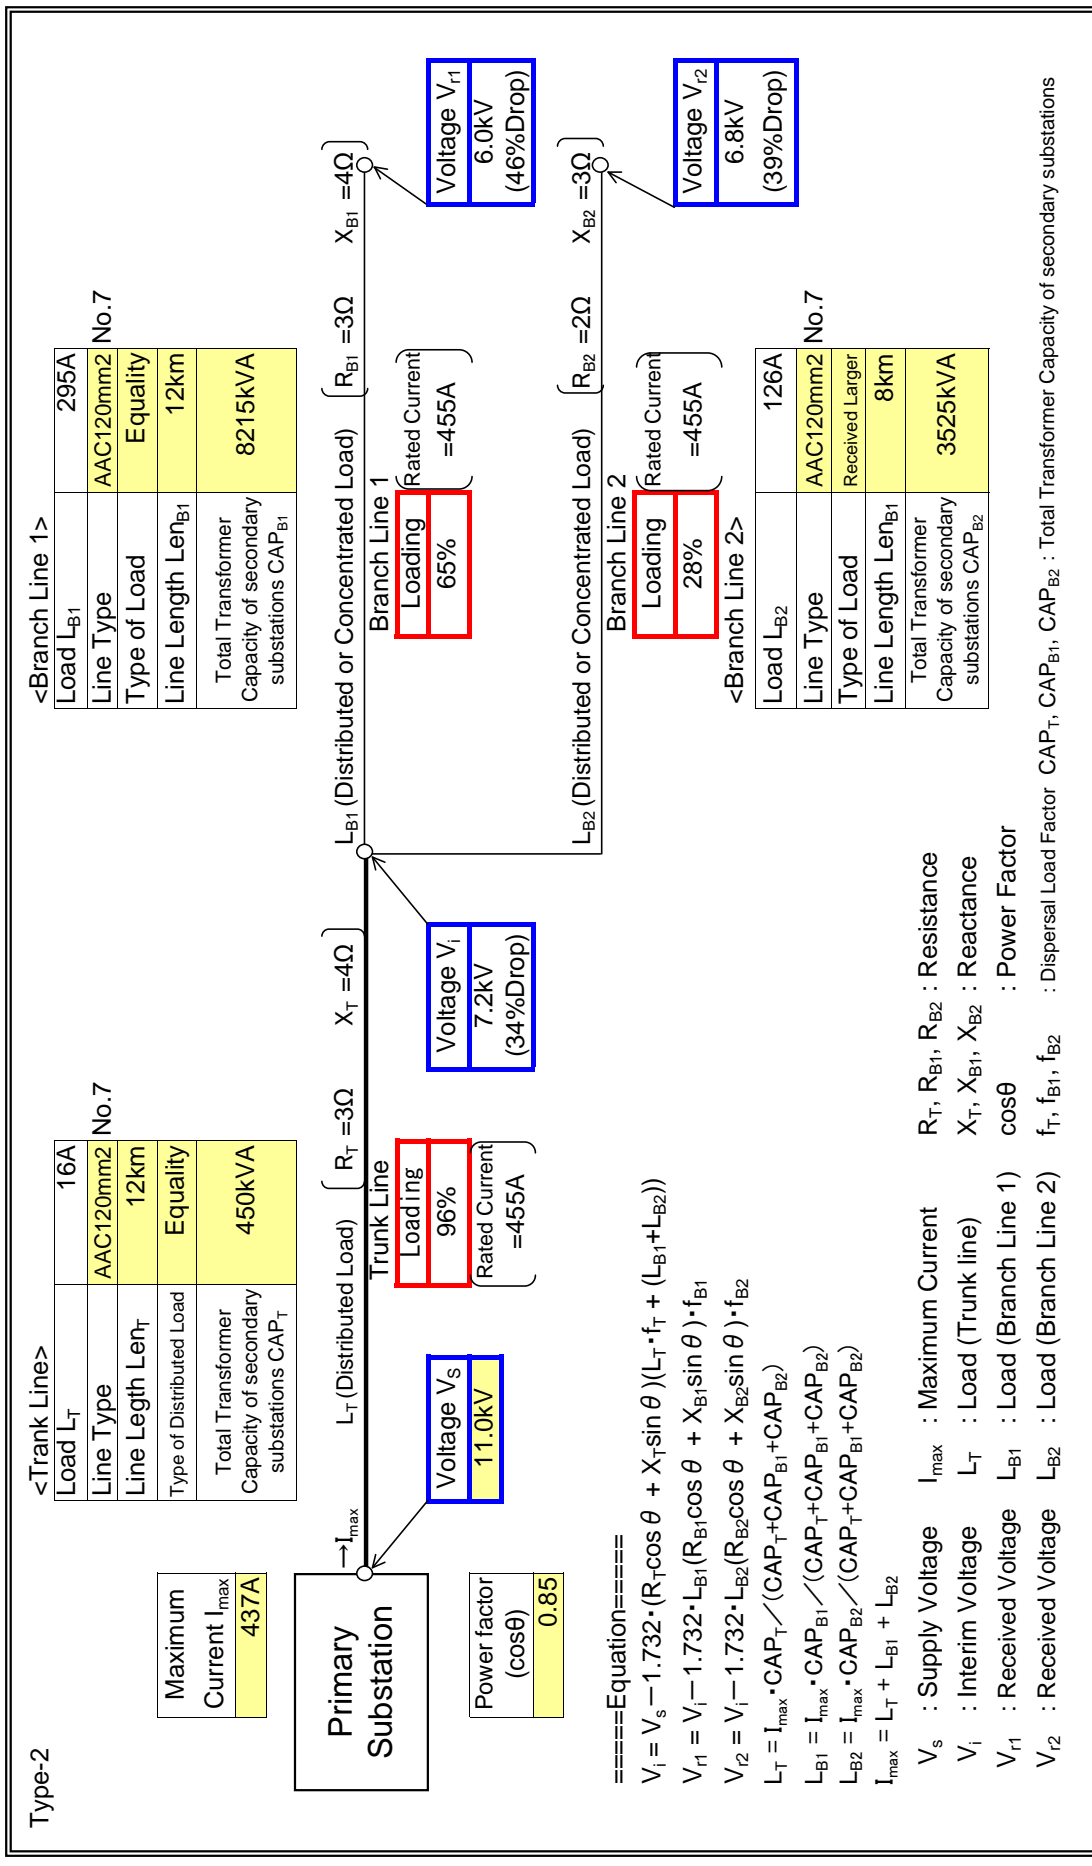 Type-2
Maximum
Current Imax
437A
Primary
Substation
Power factor
(cosθ)
0.85
<Trank Line>
Load LT 16A
Line Type AAC120mm2 No.7
Line Legth LenT 12km
Type of Distributed Load Equality
Total Transformer
Capacity of secondary
substations CAPT
450kVA
→Imax
LT (Distributed Load)
RT =3Ω XT =4Ω
Trunk Line
Loading
96%
Rated Current
=455A
Voltage VS
11.0kV
Voltage Vi
7.2kV
(34%Drop)
<Branch Line 1>
Load LB1 295A
Line Type AAC120mm2 No.7
Type of Load Equality
Line Length LenB1 12km
Total Transformer
Capacity of secondary
substations CAPB1
8215kVA
LB1 (Distributed or Concentrated Load)
RB1 =3Ω XB1 =4Ω
Branch Line 1
Loading
65%
Rated Current
=455A
Voltage Vr1
6.0kV
(46%Drop)
LB2 (Distributed or Concentrated Load)
RB2 =2Ω XB2 =3Ω
Branch Line 2
Loading
28%
Rated Current
=455A
Voltage Vr2
6.8kV
(39%Drop)
<Branch Line 2>
Load LB2 126A
Line Type AAC120mm2 No.7
Type of Load Received Larger
Line Length LenB1 8km
Total Transformer
Capacity of secondary
substations CAPB2
3525kVA
=====Equation=====
Vi = Vs－1.732・(RTcos θ + XTsin θ)(LT・fT + (LB1+LB2))
Vr1 = Vi－1.732・LB1(RB1cos θ + XB1sin θ)・fB1
Vr2 = Vi－1.732・LB2(RB2cos θ + XB2sin θ)・fB2
LT = Imax・CAPT／(CAPT+CAPB1+CAPB2)
LB1 = Imax・CAPB1／(CAPT+CAPB1+CAPB2)
LB2 = Imax・CAPB2／(CAPT+CAPB1+CAPB2)
Imax = LT + LB1 + LB2
Vs : Supply Voltage Imax : Maximum Current RT, RB1, RB2 : Resistance
Vi : Interim Voltage LT : Load (Trunk line) XT, XB1, XB2 : Reactance
Vr1 : Received Voltage LB1 : Load (Branch Line 1) cosθ : Power Factor
Vr2 : Received Voltage LB2 : Load (Branch Line 2) fT, fB1, fB2 : Dispersal Load Factor CAPT, CAPB1, CAPB2 : Total Transformer Capacity of secondary substations